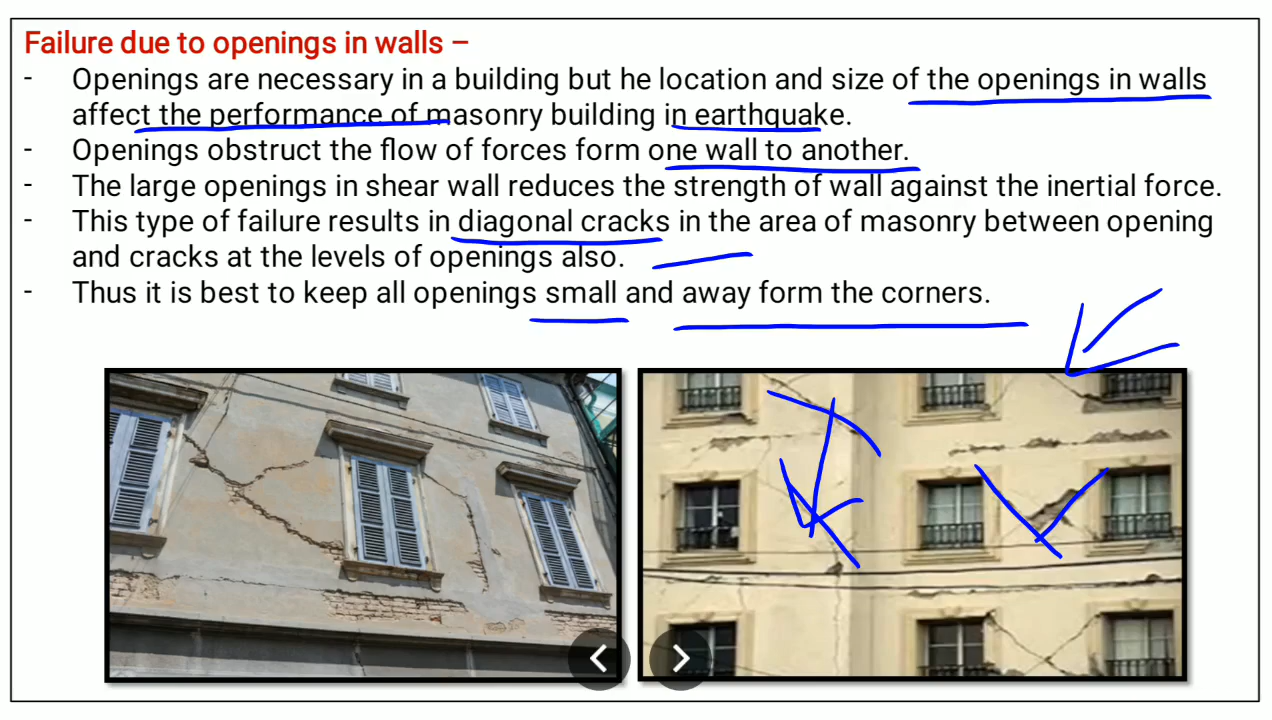 Failure due to openings in walls –
- Openings are necessary in a building but he location and size of the openings in walls
affect the performance of masonry building in earthquake.
- Openings obstruct the flow of forces form one wall to another.
- The large openings in shear wall reduces the strength of wall against the inertial force.
- This type of failure results in diagonal cracks in the area of masonry between opening
and cracks at the levels of openings also.
- Thus it is best to keep all openings small and away form the corners.